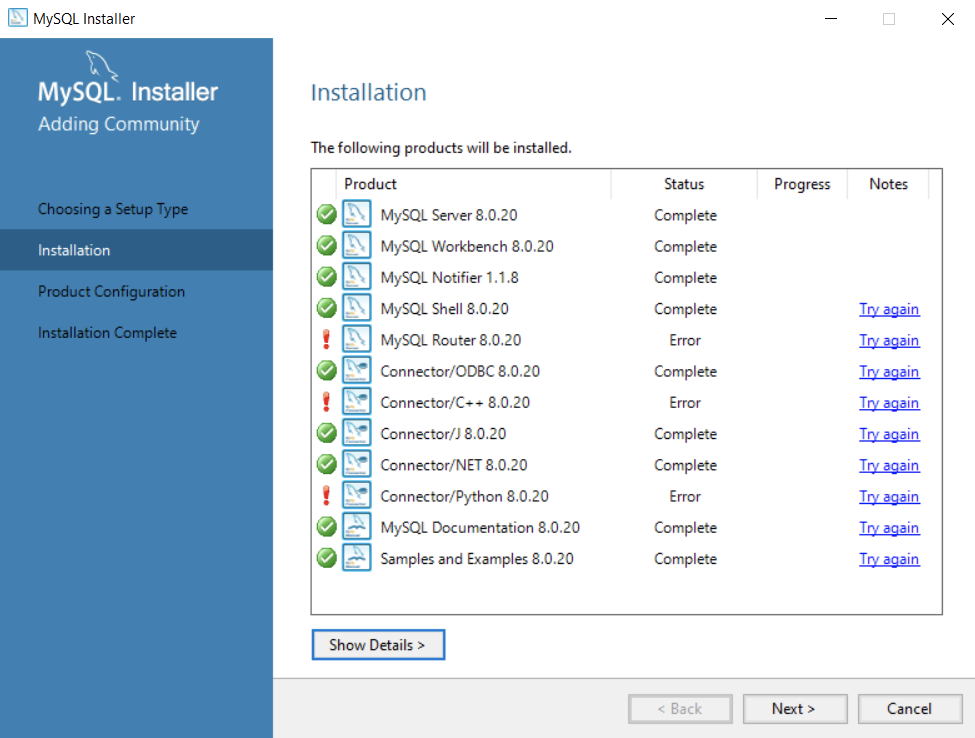 MySQL Installer
MySQL. Installer
Adding Community
Choosing a Setup Type
Installation
Product Configuration
Installation Complete
Installation
The following products will be installed.
Product Status Progress Notes
MySQL Server 8.0.20 Complete
MySQL Workbench 8.0.20 Complete
MySQL Notifier 1.1.8 Complete
MySQL Shell 8.0.20 Complete Try again
MySQL Router 8.0.20 Error Try again
Connector/ODBC 8.0.20 Complete Try again
Connector/C++ 8.0.20 Error Try again
Connector/J 8.0.20 Complete Try again
Connector/NET 8.0.20 Complete Try again
Connector/Python 8.0.20 Error Try again
MySQL Documentation 8.0.20 Complete Try again
Samples and Examples 8.0.20 Complete Try again
Show Details >
< Back Next > Cancel